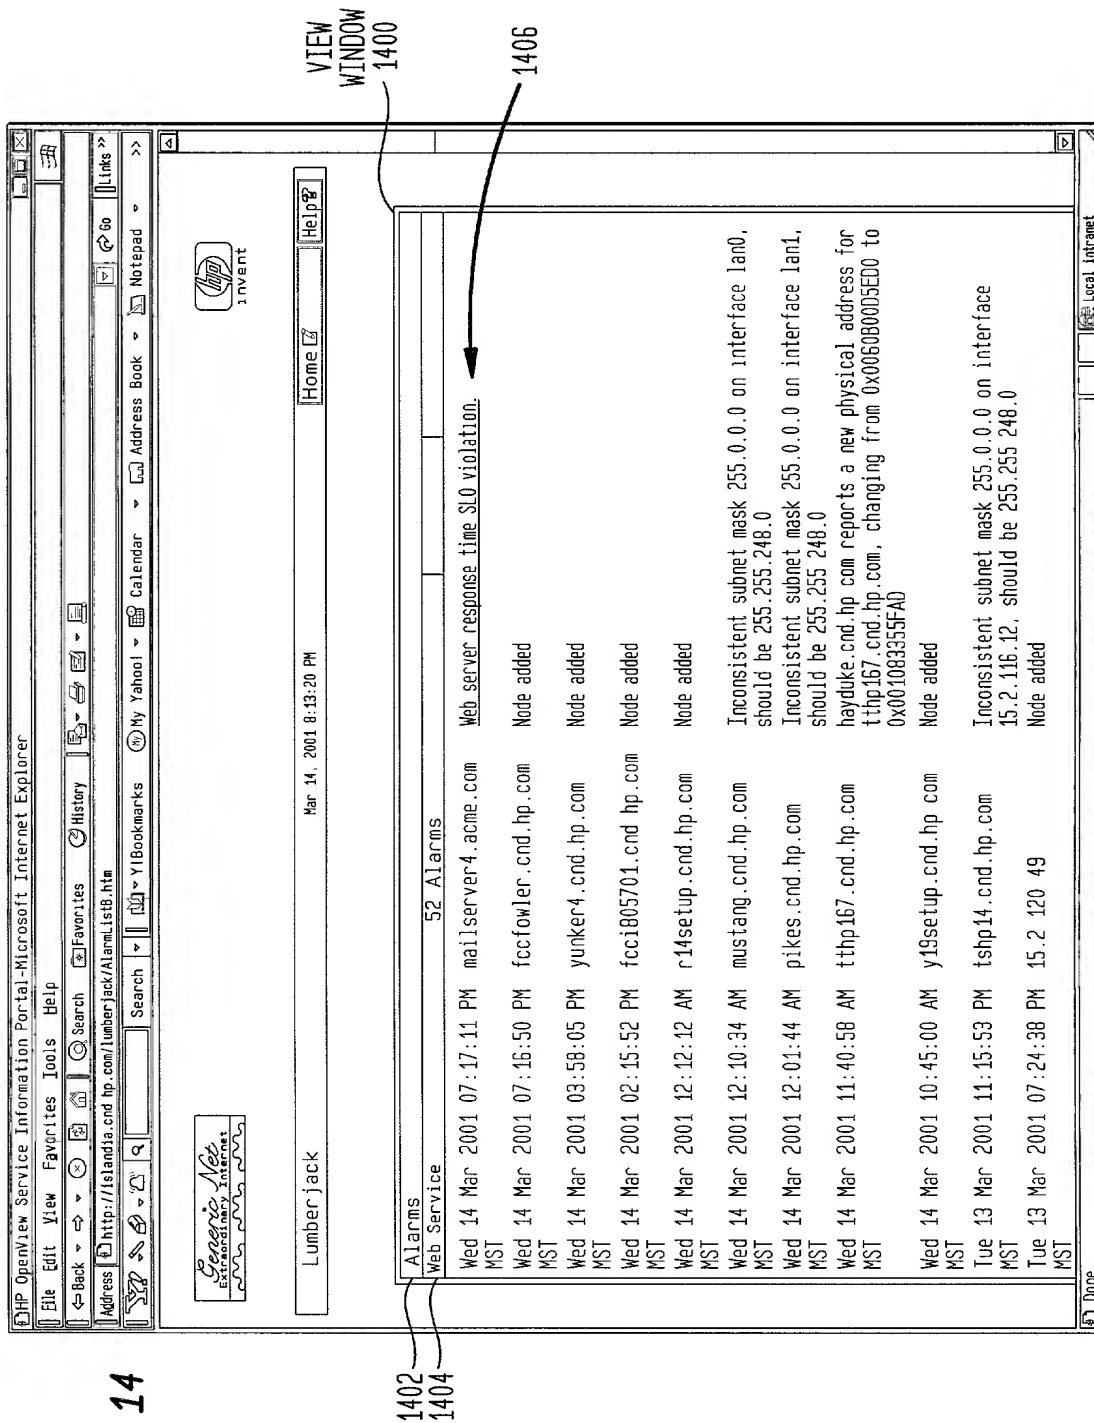 14
HP OpenView Service Information Portal-Microsoft Internet Explorer
File Edit View Favorites Tools Help
Back Search Favorites History
Address http://islandia.cnd hp.com/lumberjack/AlarmListB.htm Go Links >>
Search Y!Bookmarks My Yahoo! Calendar Address Book Notepad >>
Generic Net
Extraordinary Internet
hp
invent
Lumberjack Mar 14, 2001 8:13:20 PM Home Help?
VIEW
WINDOW
1400
1402
Alarms
1404
Web Service 52 Alarms
1406
Wed 14 Mar 2001 07:17:11 PM mailserver4.acme.com Web server response time SLO violation.
MST
Wed 14 Mar 2001 07:16:50 PM fccfowler.cnd.hp.com Node added
MST
Wed 14 Mar 2001 03:58:05 PM yunker4.cnd.hp.com Node added
MST
Wed 14 Mar 2001 02:15:52 PM fcci805701.cnd hp.com Node added
MST
Wed 14 Mar 2001 12:12:12 AM r14setup.cnd.hp.com Node added
MST
Wed 14 Mar 2001 12:10:34 AM mustang.cnd.hp.com Inconsistent subnet mask 255.0.0.0 on interface lan0,
MST should be 255.255.248.0
Wed 14 Mar 2001 12:01:44 AM pikes.cnd.hp.com Inconsistent subnet mask 255.0.0.0 on interface lan1,
MST should be 255.255 248.0
Wed 14 Mar 2001 11:40:58 AM tthp167.cnd.hp.com hayduke.cnd.hp com reports a new physical address for
MST tthp167.cnd.hp.com, changing from 0x0060B00D5ED0 to
0x001083355FAD
Wed 14 Mar 2001 10:45:00 AM y19setup.cnd.hp com Node added
MST
Tue 13 Mar 2001 11:15:53 PM tshp14.cnd.hp.com Inconsistent subnet mask 255.0.0.0 on interface
MST 15.2.116.12, should be 255.255 248.0
Tue 13 Mar 2001 07:24:38 PM 15.2 120 49 Node added
MST
Done Local intranet